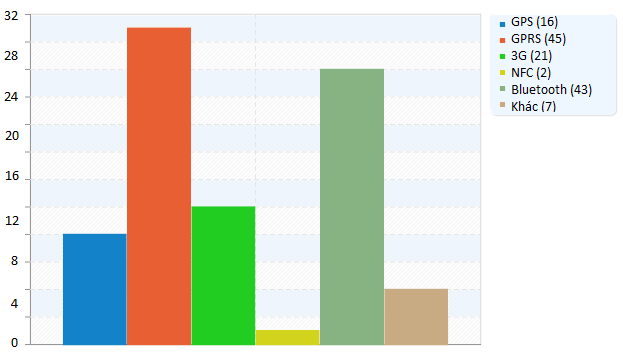 32
28
24
20
16
12
8
4
0
GPS (16)
GPRS (45)
3G (21)
NFC (2)
Bluetooth (43)
Khác (7)